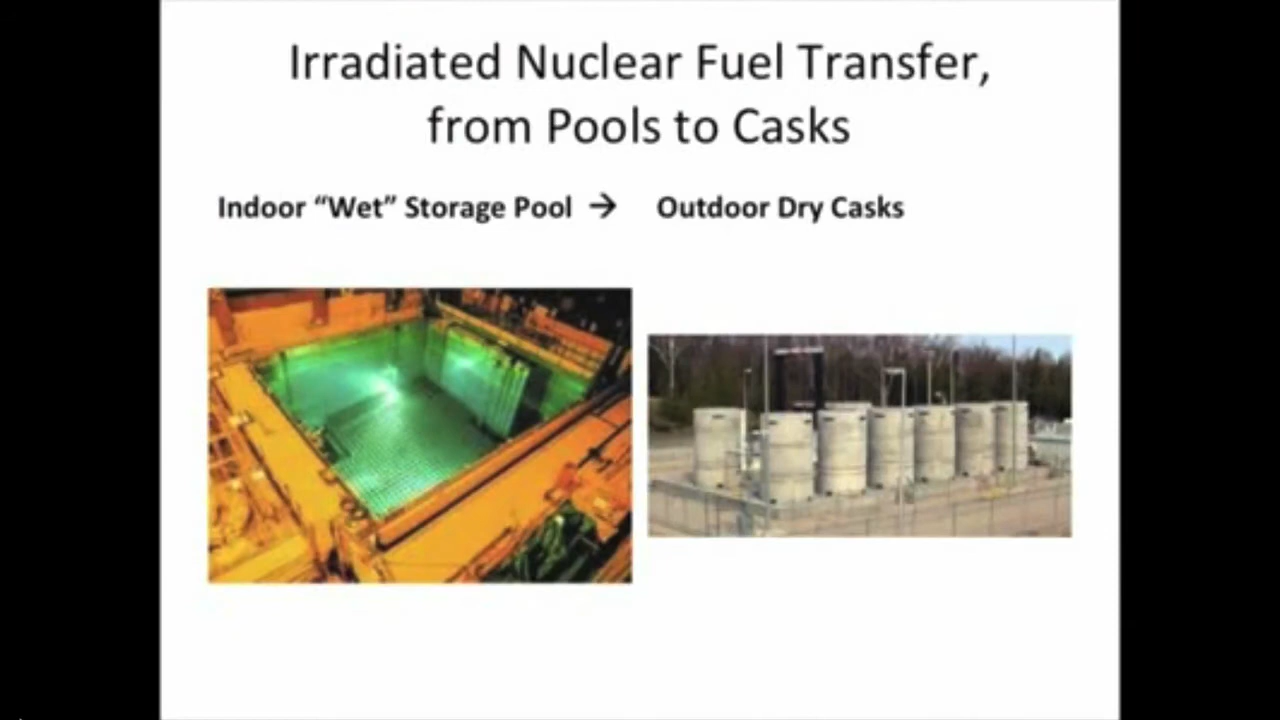 Irradiated Nuclear Fuel Transfer,
from Pools to Casks
Indoor “Wet” Storage Pool → Outdoor Dry Casks